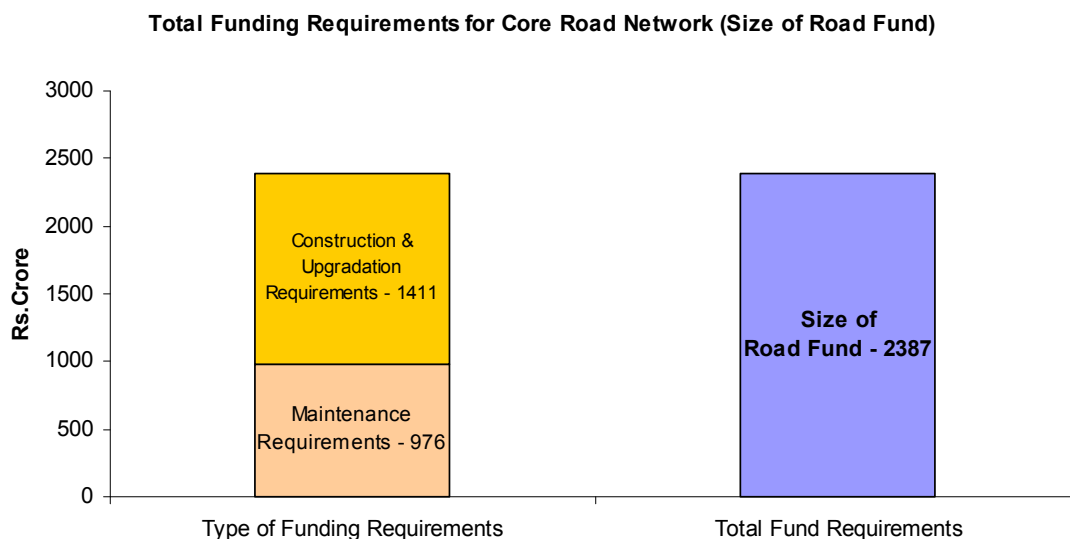 Total Funding Requirements for Core Road Network (Size of Road Fund)
3000
2500
2000
1500
1000
500
0
Rs.Crore
Construction &
Upgradation
Requirements - 1411
Maintenance
Requirements - 976
Size of
Road Fund - 2387
Type of Funding Requirements
Total Fund Requirements